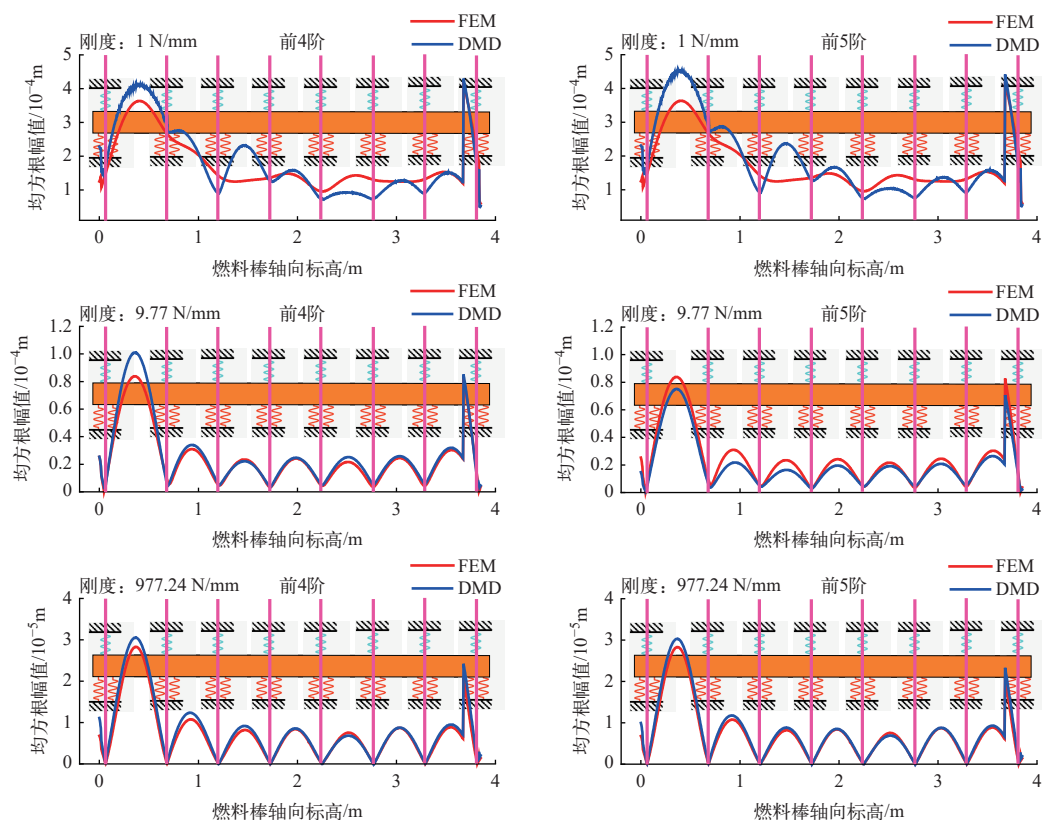 FEM
DMD
刚度：1 N/mm 前4阶
5
4
3
2
1
均方根幅值/10⁻⁴m
0 1 2 3 4
燃料棒轴向标高/m
FEM
DMD
刚度：1 N/mm 前5阶
5
4
3
2
1
均方根幅值/10⁻⁴m
0 1 2 3 4
燃料棒轴向标高/m
FEM
DMD
刚度：9.77 N/mm 前4阶
1.2
1.0
0.8
0.6
0.4
0.2
0
均方根幅值/10⁻⁴m
0 1 2 3 4
燃料棒轴向标高/m
FEM
DMD
刚度：9.77 N/mm 前5阶
1.2
1.0
0.8
0.6
0.4
0.2
0
均方根幅值/10⁻⁴m
0 1 2 3 4
燃料棒轴向标高/m
FEM
DMD
刚度：977.24 N/mm 前4阶
4
3
2
1
0
均方根幅值/10⁻⁵m
0 1 2 3 4
燃料棒轴向标高/m
FEM
DMD
刚度：977.24 N/mm 前5阶
4
3
2
1
0
均方根幅值/10⁻⁵m
0 1 2 3 4
燃料棒轴向标高/m